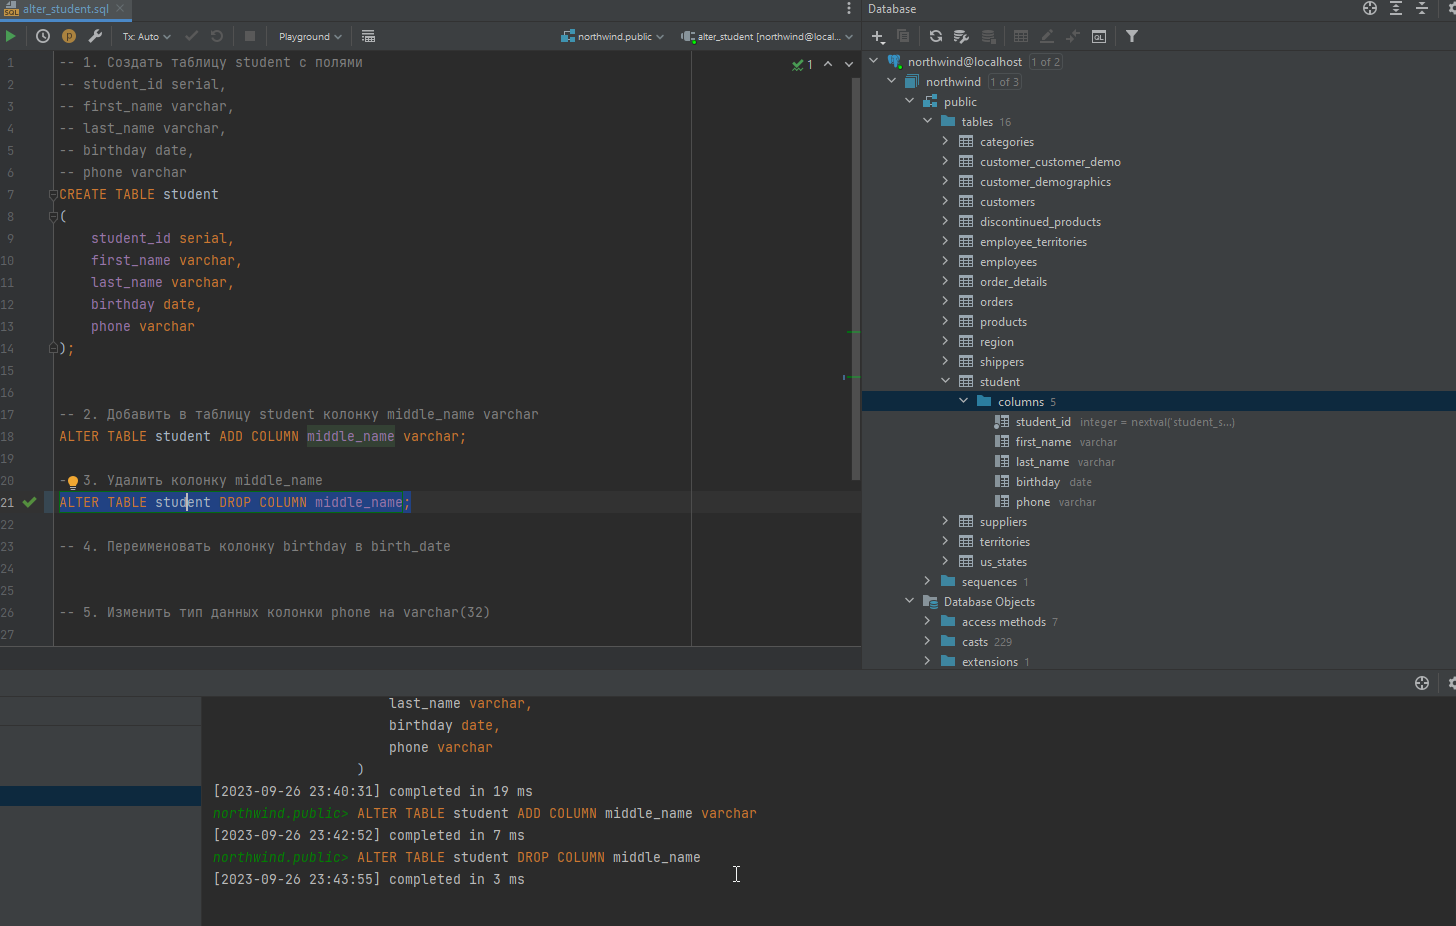 alter_student.sql
Tx: Auto
Playground
northwind.public
alter_student [northwind@local...
1 -- 1. Создать таблицу student с полями
2 -- student_id serial,
3 -- first_name varchar,
4 -- last_name varchar,
5 -- birthday date,
6 -- phone varchar
7 CREATE TABLE student
8 (
9 student_id serial,
10 first_name varchar,
11 last_name varchar,
12 birthday date,
13 phone varchar
14 );
15
16
17 -- 2. Добавить в таблицу student колонку middle_name varchar
18 ALTER TABLE student ADD COLUMN middle_name varchar;
19
20 - 3. Удалить колонку middle_name
21 ALTER TABLE student DROP COLUMN middle_name;
22
23 -- 4. Переименовать колонку birthday в birth_date
24
25
26 -- 5. Изменить тип данных колонки phone на varchar(32)
27
1
Database
northwind@localhost 1 of 2
northwind 1 of 3
public
tables 16
categories
customer_customer_demo
customer_demographics
customers
discontinued_products
employee_territories
employees
order_details
orders
products
region
shippers
student
columns 5
student_id integer = nextval('student_s...)
first_name varchar
last_name varchar
birthday date
phone varchar
suppliers
territories
us_states
sequences 1
Database Objects
access methods 7
casts 229
extensions 1
last_name varchar,
birthday date,
phone varchar
)
[2023-09-26 23:40:31] completed in 19 ms
northwind.public> ALTER TABLE student ADD COLUMN middle_name varchar
[2023-09-26 23:42:52] completed in 7 ms
northwind.public> ALTER TABLE student DROP COLUMN middle_name
[2023-09-26 23:43:55] completed in 3 ms